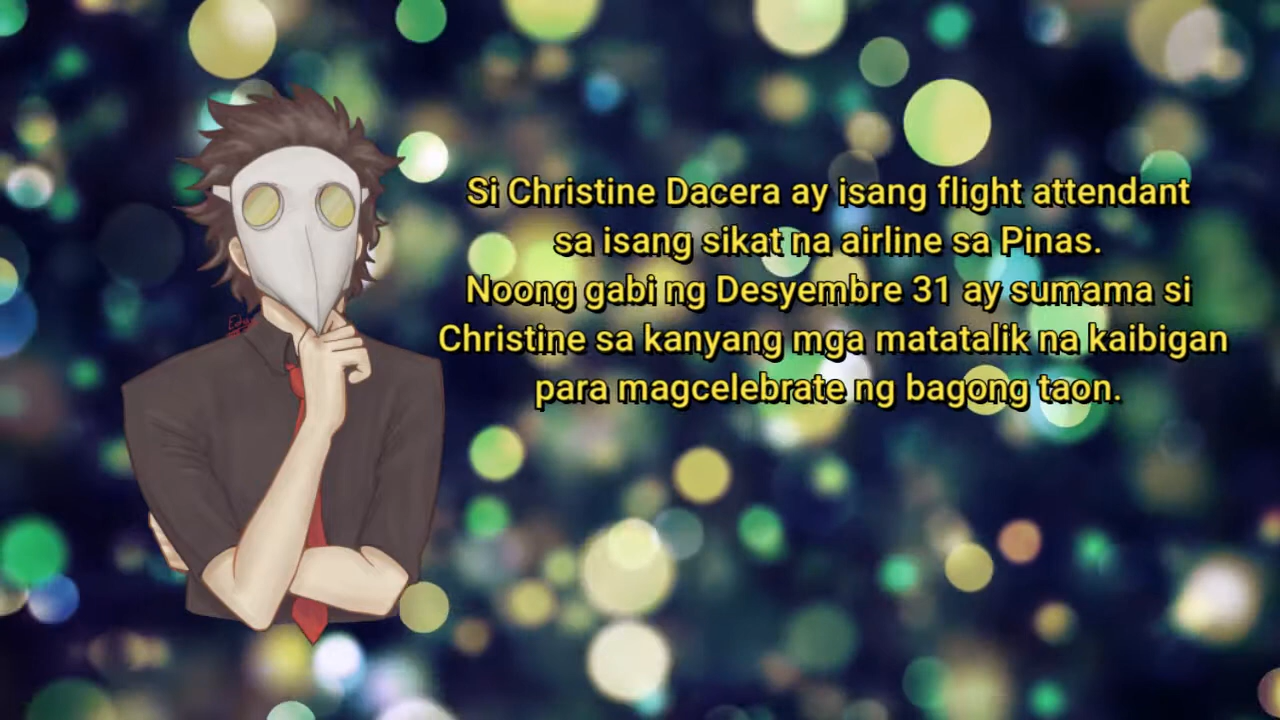 Si Christine Dacera ay isang flight attendant
sa isang sikat na airline sa Pinas.
Noong gabi ng Desyembre 31 ay sumama si
Christine sa kanyang mga matatalik na kaibigan
para magcelebrate ng bagong taon.